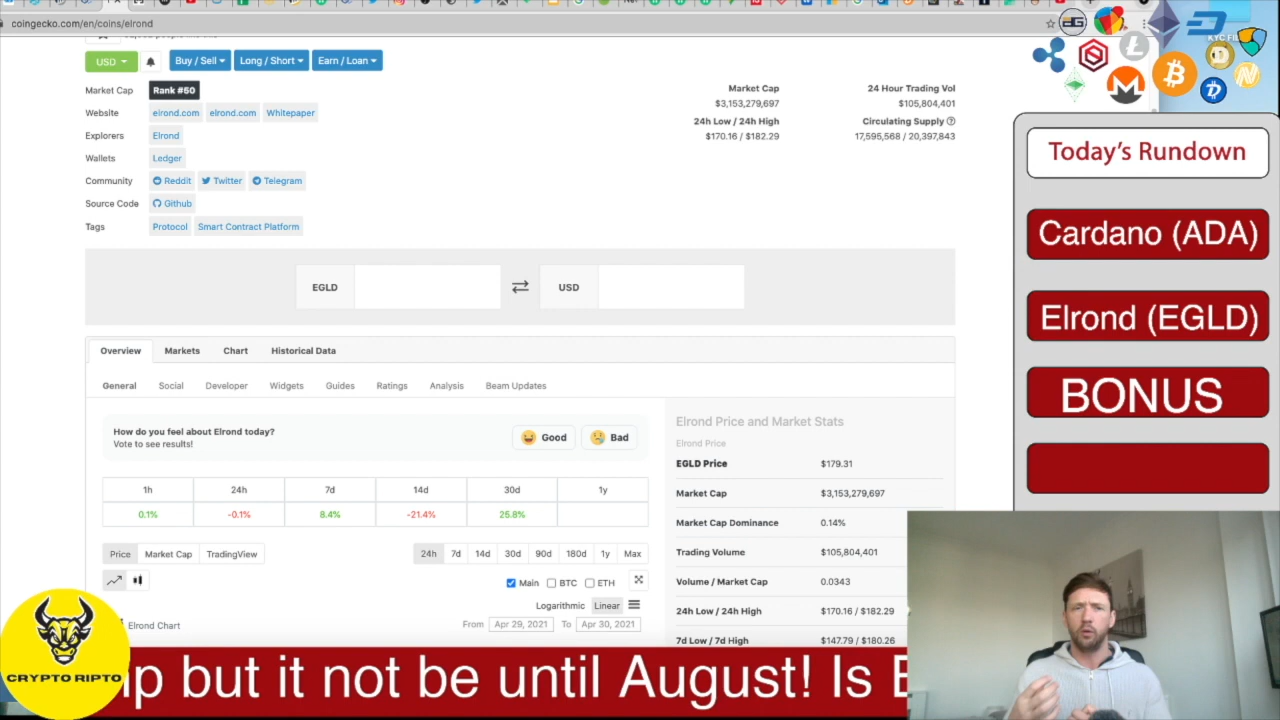 coingecko.com/en/coins/elrond
USD
Buy / Sell
Long / Short
Earn / Loan
Market Cap
Rank #60
Website
elrond.com
elrond.com
Whitepaper
Explorers
Elrond
Wallets
Ledger
Community
Reddit
Twitter
Telegram
Source Code
Github
Tags
Protocol
Smart Contract Platform
Market Cap
$3,153,279,697
24 Hour Trading Vol
$105,804,401
24h Low / 24h High
$170.16 / $182.29
Circulating Supply
17,595,568 / 20,397,843
EGLD
USD
Overview
Markets
Chart
Historical Data
General
Social
Developer
Widgets
Guides
Ratings
Analysis
Beam Updates
How do you feel about Elrond today?
Vote to see results!
Good
Bad
1h
24h
7d
14d
30d
1y
0.1%
-0.1%
8.4%
-21.4%
25.8%
Price
Market Cap
TradingView
24h
7d
14d
30d
90d
180d
1y
Max
Main
BTC
ETH
Logarithmic
Linear
Elrond Chart
From
Apr 29, 2021
To
Apr 30, 2021
Elrond Price and Market Stats
Elrond Price
EGLD Price
$179.31
Market Cap
$3,153,279,697
Market Cap Dominance
0.14%
Trading Volume
$105,804,401
Volume / Market Cap
0.0343
24h Low / 24h High
$170.16 / $182.29
7d Low / 7d High
$147.79 / $180.26
Today's Rundown
Cardano (ADA)
Elrond (EGLD)
BONUS
CRYPTO RIPTO
p but it not be until August! Is